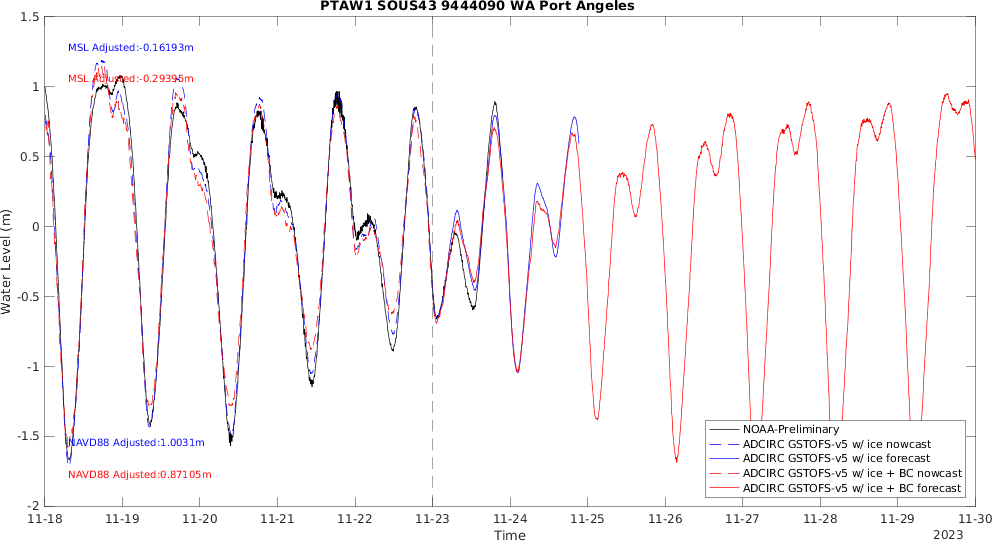 PTAW1 SOUS43 9444090 WA Port Angeles
1.5
1
0.5
0
-0.5
-1
-1.5
-2
Water Level (m)
MSL Adjusted:-0.16193m
MSL Adjusted:-0.29395m
NAVD88 Adjusted:1.0031m
NAVD88 Adjusted:0.87105m
NOAA-Preliminary
ADCIRC GSTOFS-v5 w/ ice nowcast
ADCIRC GSTOFS-v5 w/ ice forecast
ADCIRC GSTOFS-v5 w/ ice + BC nowcast
ADCIRC GSTOFS-v5 w/ ice + BC forecast
11-18 11-19 11-20 11-21 11-22 11-23 11-24 11-25 11-26 11-27 11-28 11-29 11-30
Time
2023